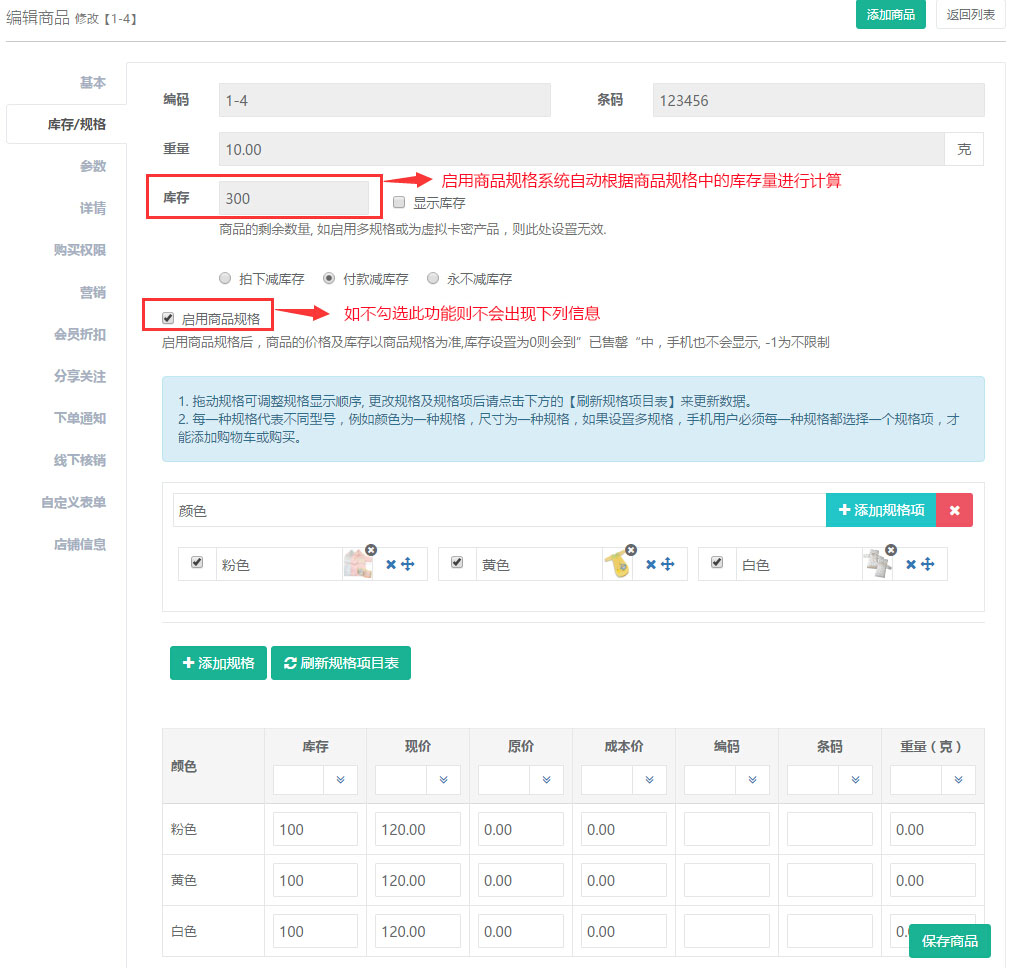 编辑商品 修改【1-4】
添加商品 返回列表
基本
库存/规格
参数
详情
购买权限
营销
会员折扣
分享关注
下单通知
线下核销
自定义表单
店铺信息
编码 1-4 条码 123456
重量 10.00 克
库存 300
启用商品规格系统自动根据商品规格中的库存量进行计算
显示库存
商品的剩余数量, 如启用多规格或为虚拟卡密产品，则此处设置无效.
拍下减库存 付款减库存 永不减库存
启用商品规格
如不勾选此功能则不会出现下列信息
启用商品规格后，商品的价格及库存以商品规格为准,库存设置为0则会到”已售罄“中，手机也不会显示, -1为不限制
1. 拖动规格可调整规格显示顺序, 更改规格及规格项后请点击下方的【刷新规格项目表】来更新数据。
2. 每一种规格代表不同型号，例如颜色为一种规格，尺寸为一种规格，如果设置多规格，手机用户必须每一种规格都选择一个规格项，才
能添加购物车或购买。
颜色 添加规格项
粉色 黄色 白色
添加规格 刷新规格项目表
颜色 库存 现价 原价 成本价 编码 条码 重量（克）
粉色 100 120.00 0.00 0.00 0.00
黄色 100 120.00 0.00 0.00 0.00
白色 100 120.00 0.00 0.00
保存商品